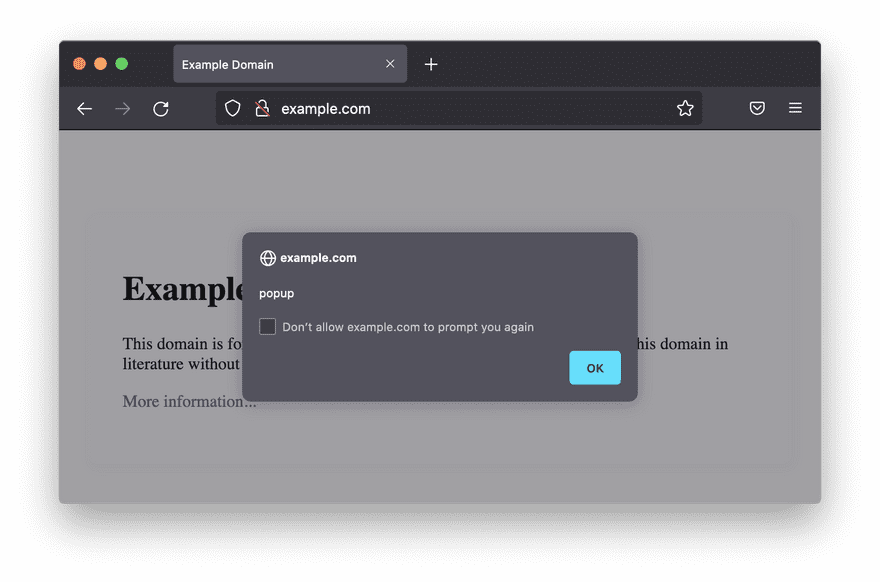 Example Domain
example.com
example.com
popup
Don't allow example.com to prompt you again
OK
Example
This domain is fo his domain in
literature without
More information...